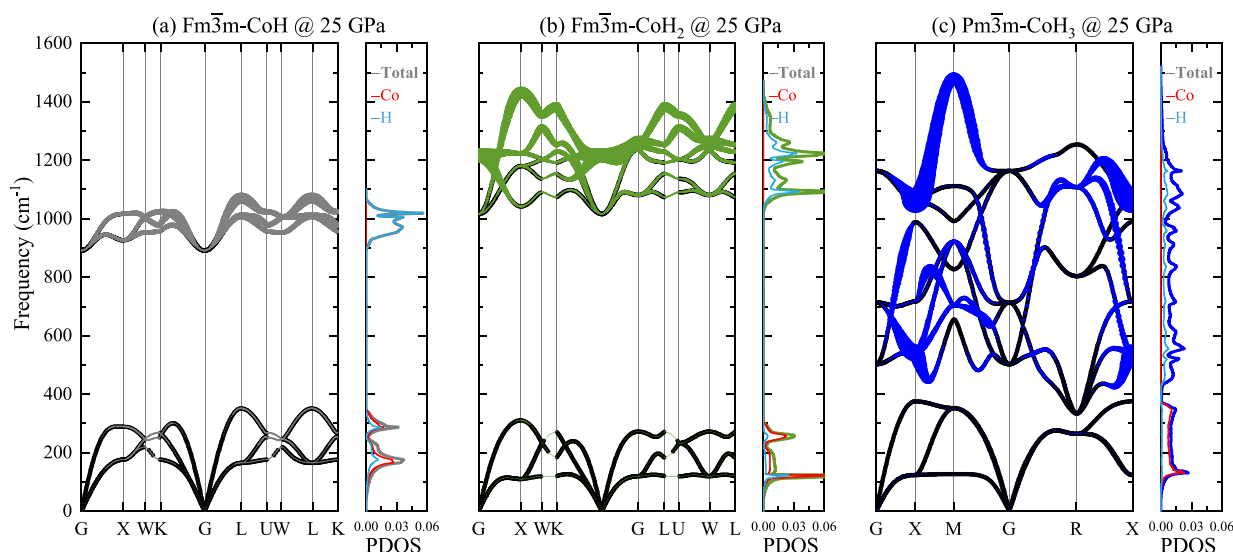 (a) Fm3̅m-CoH @ 25 GPa
(b) Fm3̅m-CoH₂ @ 25 GPa
(c) Pm3̅m-CoH₃ @ 25 GPa
Frequency (cm⁻¹)
1600
1400
1200
1000
800
600
400
200
0
–Total
–Co
–H
–Total
–Co
–H
–Total
–Co
–H
G X W K G L U W L K
0.00 0.03 0.06
PDOS
G X W K G L U W L
0.00 0.03 0.06
PDOS
G X M G R X
0.00 0.03 0.06
PDOS